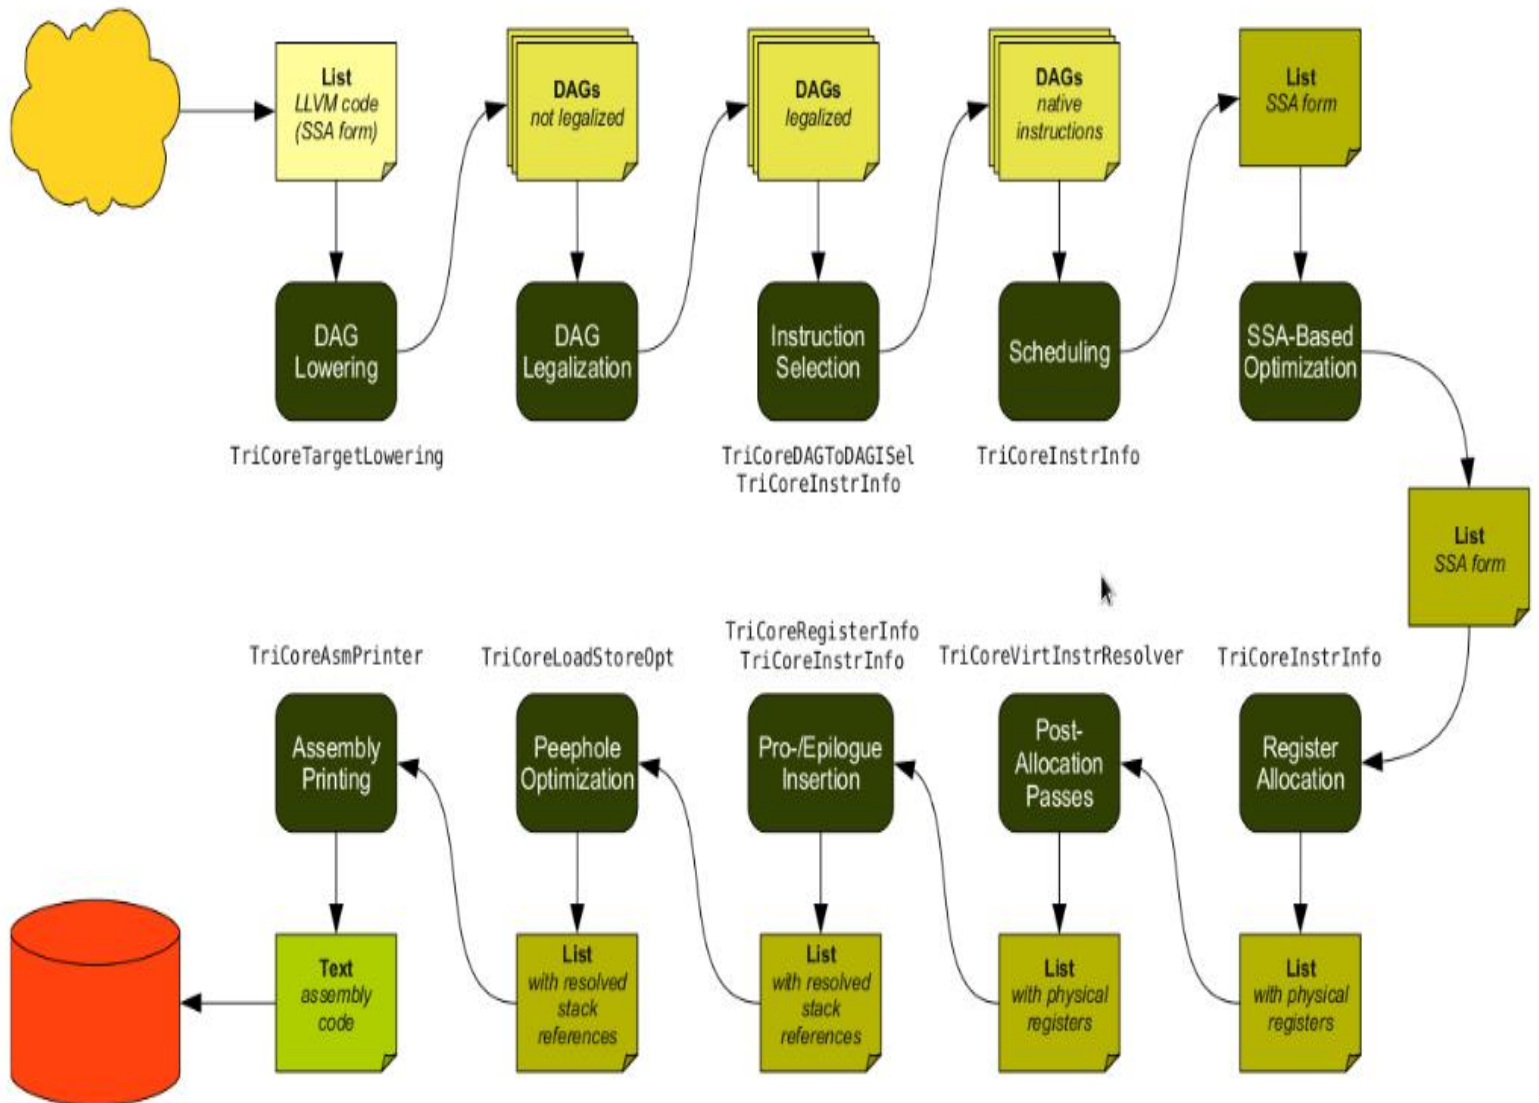 List
LLVM code
(SSA form)
DAGs
not legalized
DAGs
legalized
DAGs
native
instructions
List
SSA form
DAG
Lowering
DAG
Legalization
Instruction
Selection
Scheduling
SSA-Based
Optimization
TriCoreTargetLowering
TriCoreDAGToDAGISel
TriCoreInstrInfo
TriCoreInstrInfo
List
SSA form
TriCoreAsmPrinter
TriCoreLoadStoreOpt
TriCoreRegisterInfo
TriCoreInstrInfo
TriCoreVirtInstrResolver
TriCoreInstrInfo
Assembly
Printing
Peephole
Optimization
Pro-/Epilogue
Insertion
Post-
Allocation
Passes
Register
Allocation
Text
assembly
code
List
with resolved
stack
references
List
with resolved
stack
references
List
with physical
registers
List
with physical
registers